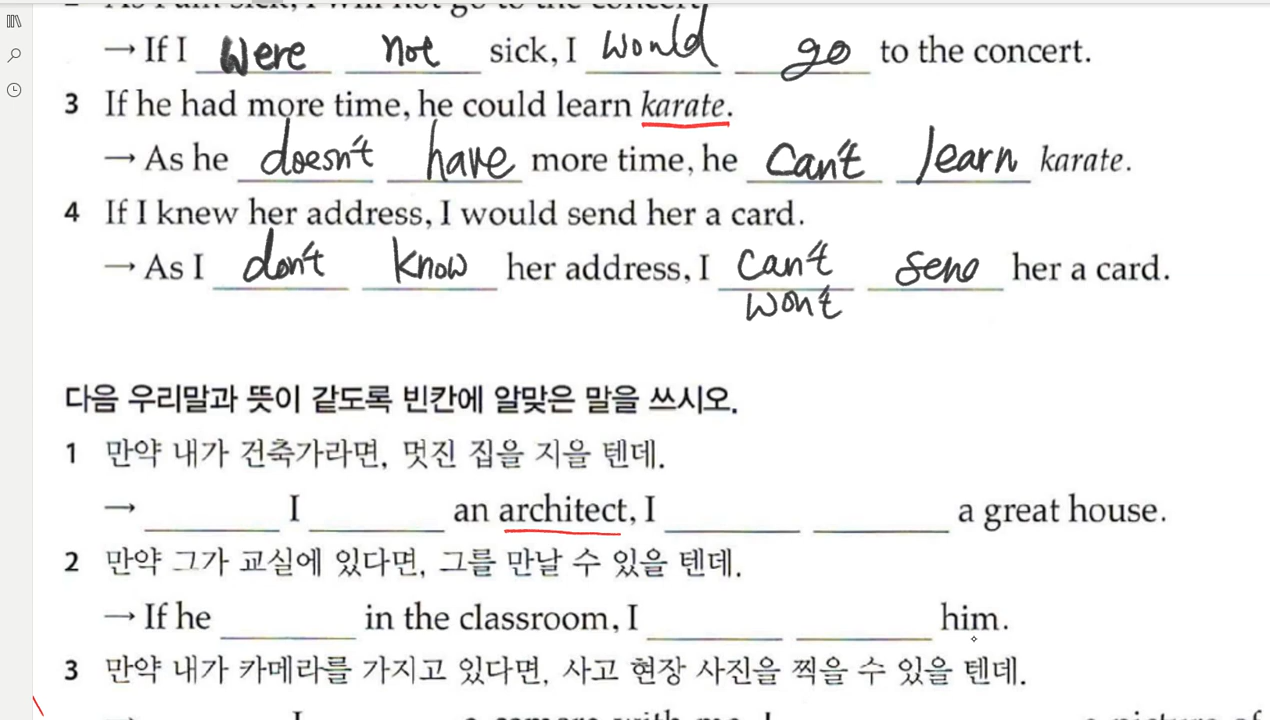 → If I were not sick, I would go to the concert.
3 If he had more time, he could learn karate.
→ As he doesn't have more time, he can't learn karate.
4 If I knew her address, I would send her a card.
→ As I don't know her address, I can't send her a card.
won't
다음 우리말과 뜻이 같도록 빈칸에 알맞은 말을 쓰시오.
1 만약 내가 건축가라면, 멋진 집을 지을 텐데.
→ ______ I ______ an architect, I ______ ______ a great house.
2 만약 그가 교실에 있다면, 그를 만날 수 있을 텐데.
→ If he ______ in the classroom, I ______ ______ him.
3 만약 내가 카메라를 가지고 있다면, 사고 현장 사진을 찍을 수 있을 텐데.